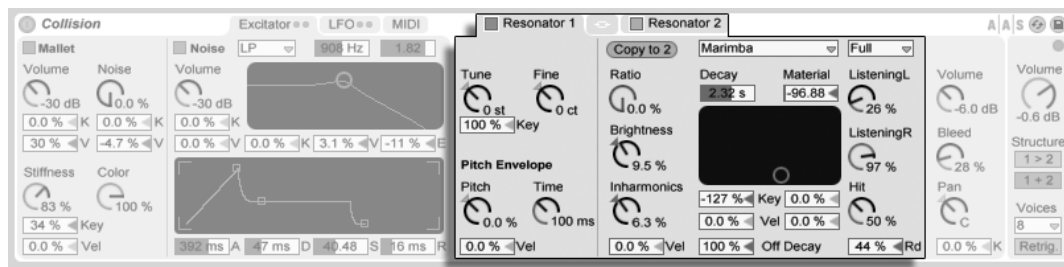 Collision
Excitator LFO MIDI
Resonator 1 Resonator 2
AAS
Mallet
Volume Noise
-30 dB 0.0 %
0.0 % K 0.0 % K
30 % V -4.7 % V
Stiffness Color
83 % 100 %
34 % Key
0.0 % Vel
Noise LP 908 Hz 1.82
Volume
-30 dB
0.0 % K
0.0 % V 0.0 % K 3.1 % V -11 % E
392 ms A 47 ms D 40.48 S 16 ms R
Tune Fine
0 st 0 ct
100 % Key
Pitch Envelope
Pitch Time
0.0 % 100 ms
0.0 % Vel
Copy to 2 Marimba Full
Ratio
0.0 %
Brightness
9.5 %
Inharmonics
6.3 %
0.0 % Vel
Decay Material
2.32 s -96.88
-127 % Key 0.0 %
0.0 % Vel 0.0 %
100 % Off Decay
ListeningL
26 %
ListeningR
97 %
Hit
50 %
44 % Rd
Volume
-6.0 dB
Bleed
28 %
Pan
C
0.0 % K
Volume
-0.6 dB
Structure
1 > 2
1 + 2
Voices
8
Retrig.